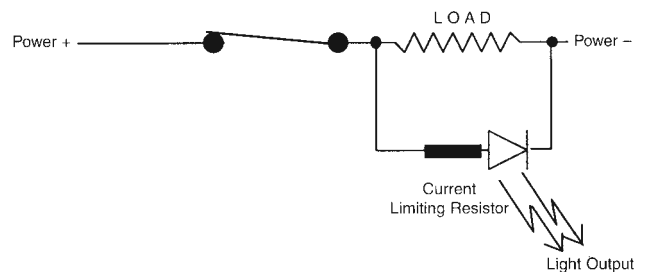 LOAD
Power +
Power –
Current
Limiting Resistor
Light Output